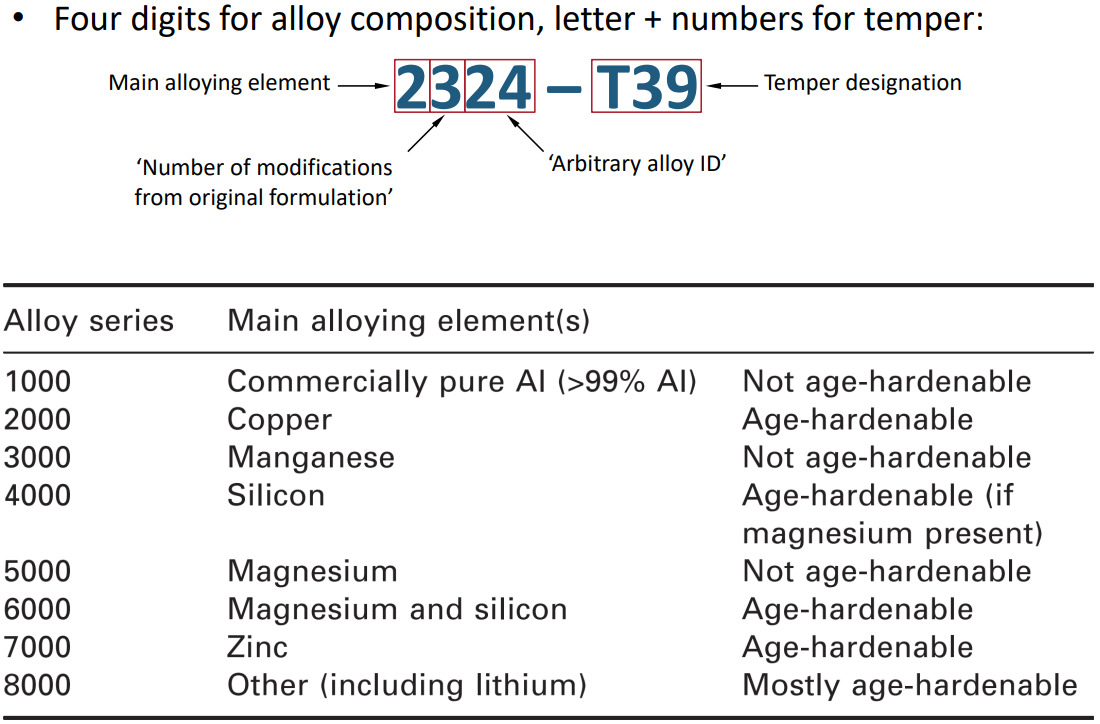 • Four digits for alloy composition, letter + numbers for temper:
Main alloying element 2324 – T39 Temper designation
‘Number of modifications from original formulation’
‘Arbitrary alloy ID’
Alloy series Main alloying element(s)
1000 Commercially pure Al (>99% Al) Not age-hardenable
2000 Copper Age-hardenable
3000 Manganese Not age-hardenable
4000 Silicon Age-hardenable (if
magnesium present)
5000 Magnesium Not age-hardenable
6000 Magnesium and silicon Age-hardenable
7000 Zinc Age-hardenable
8000 Other (including lithium) Mostly age-hardenable